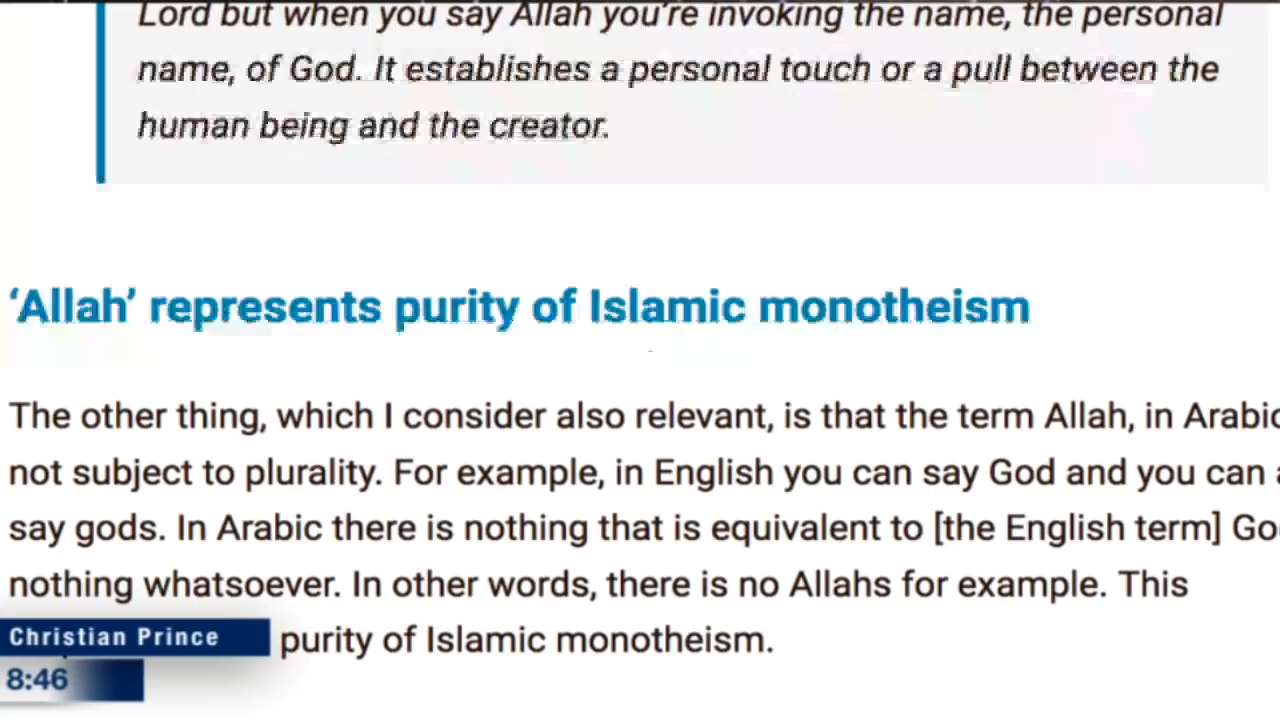 Lord but when you say Allah you're invoking the name, the personal
name, of God. It establishes a personal touch or a pull between the
human being and the creator.
‘Allah’ represents purity of Islamic monotheism
The other thing, which I consider also relevant, is that the term Allah, in Arabic
not subject to plurality. For example, in English you can say God and you can
say gods. In Arabic there is nothing that is equivalent to [the English term]
nothing whatsoever. In other words, there is no Allahs for example. This
Christian Prince
purity of Islamic monotheism.
8:46